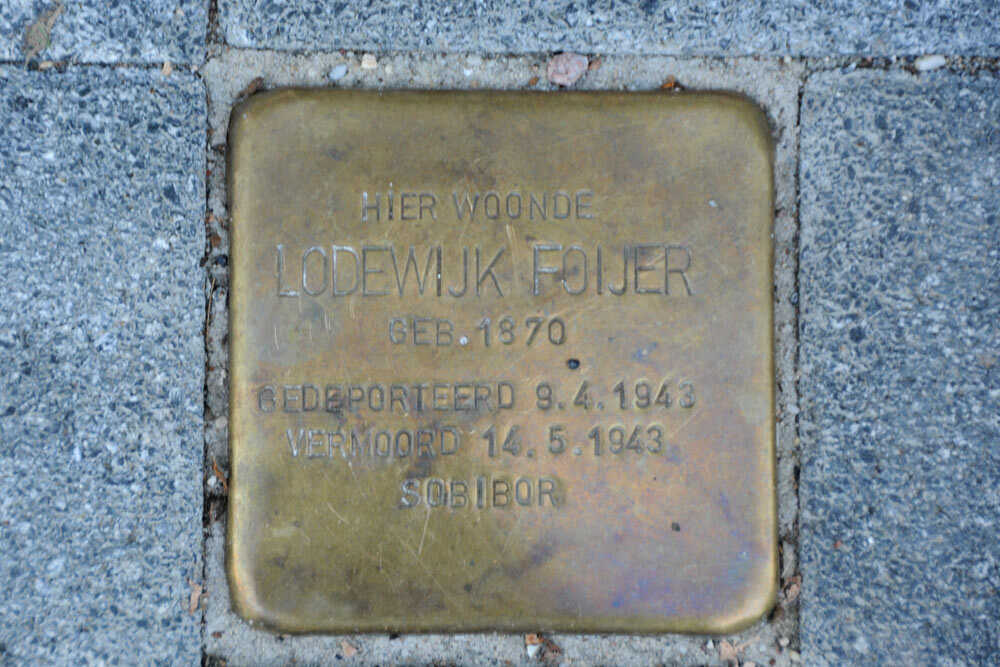 HIER WOONDE
LODEWIJK FOIJER
GEB. 1870
GEDEPORTEERD 9.4.1943
VERMOORD 14.5.1943
SOBIBOR